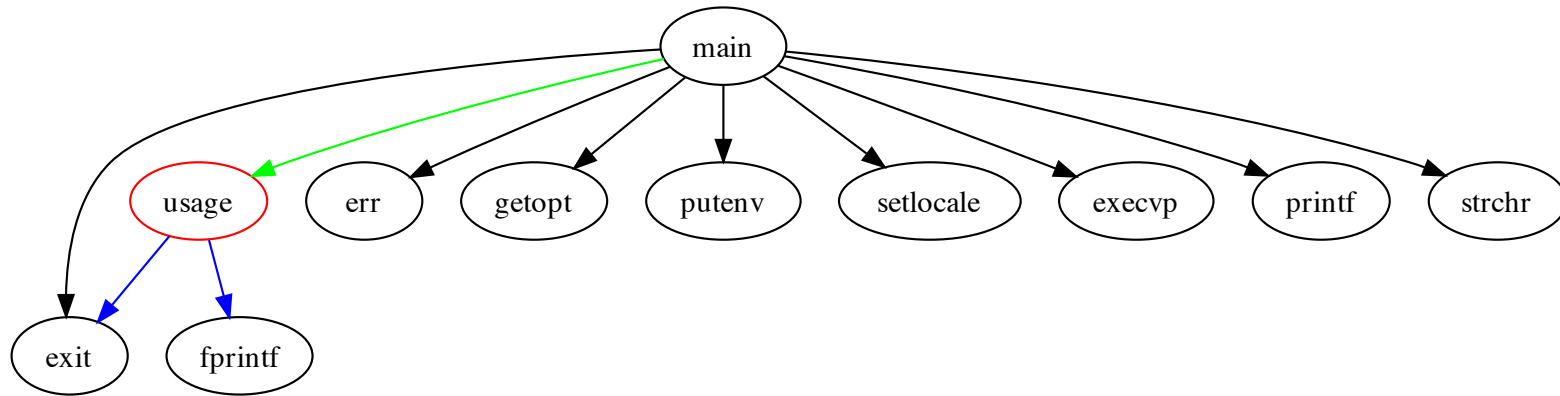 main
usage
err
getopt
putenv
setlocale
execvp
printf
strchr
exit
fprintf